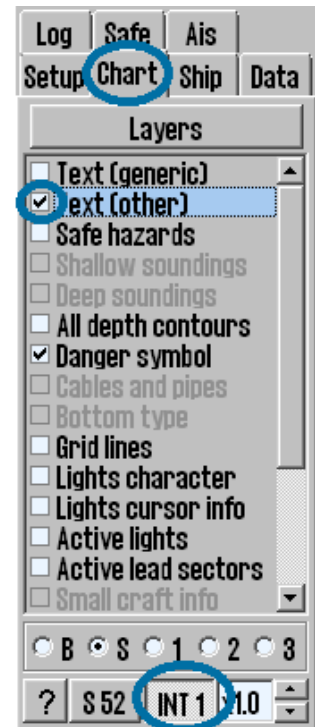 Log Safe Ais
Setup Chart Ship Data
Layers
Text (generic)
Text (other)
Safe hazards
Shallow soundings
Deep soundings
All depth contours
Danger symbol
Cables and pipes
Bottom type
Grid lines
Lights character
Lights cursor info
Active lights
Active lead sectors
Small craft info
B S 1 2 3
? S 52 INT 1 x1.0